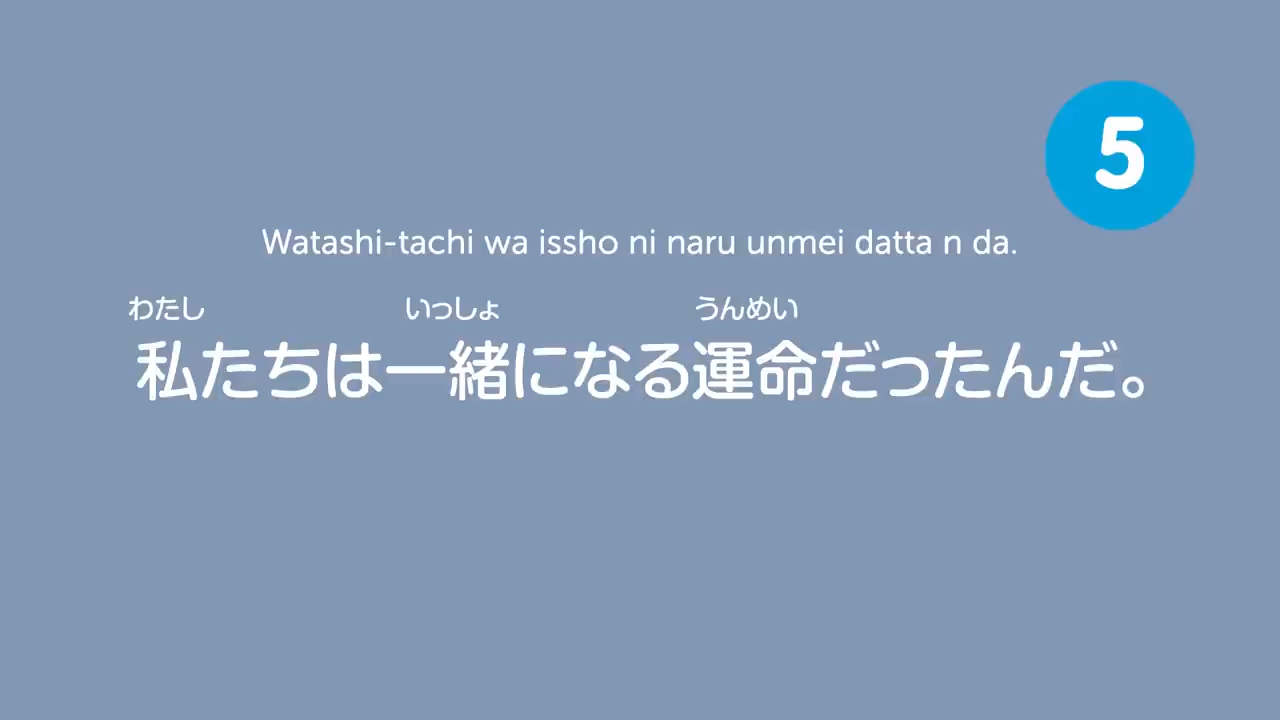 5
Watashi-tachi wa issho ni naru unmei datta n da.
わたし いっしょ うんめい
私たちは一緒になる運命だったんだ。